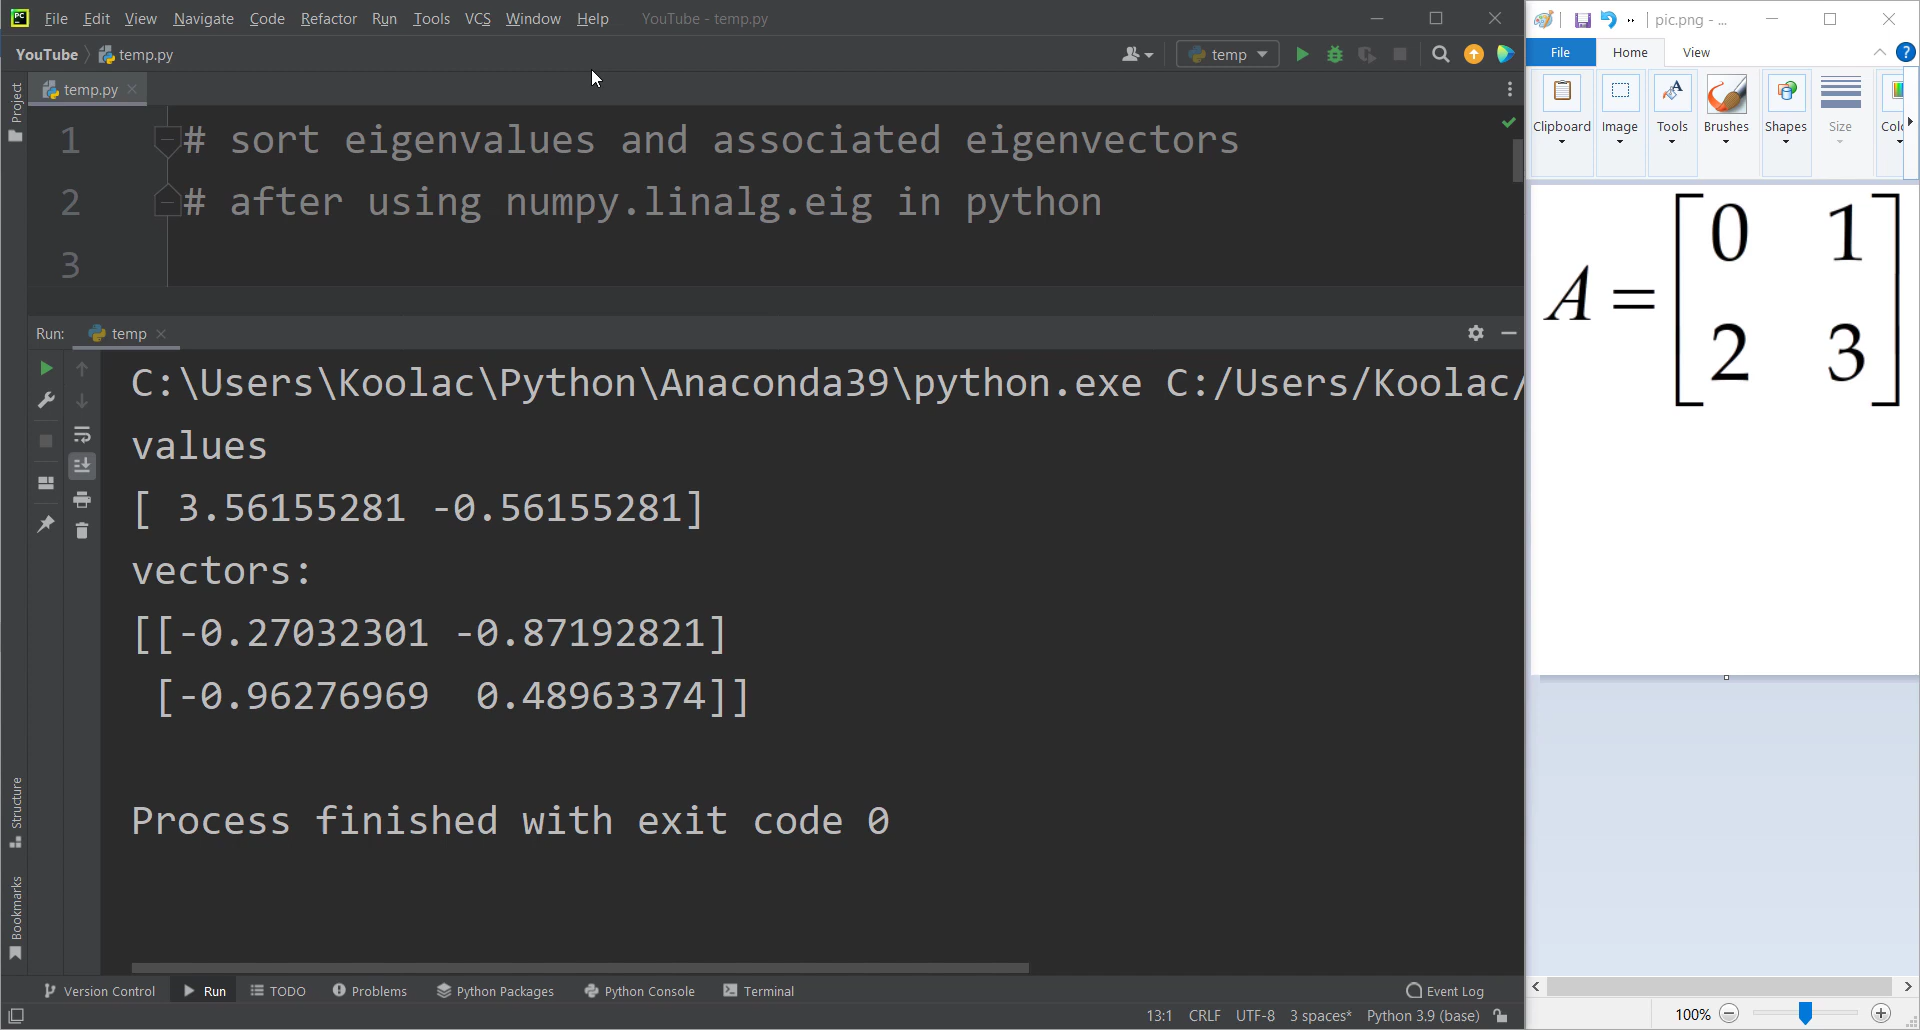 PC File Edit View Navigate Code Refactor Run Tools VCS Window Help YouTube - temp.py
YouTube temp.py temp
Project
temp.py
1 # sort eigenvalues and associated eigenvectors
2 # after using numpy.linalg.eig in python
3
Run: temp
C:\Users\Koolac\Python\Anaconda39\python.exe C:/Users/Koolac/
values
[ 3.56155281 -0.56155281]
vectors:
[[-0.27032301 -0.87192821]
[-0.96276969 0.48963374]]
Process finished with exit code 0
Structure
Bookmarks
Version Control Run TODO Problems Python Packages Python Console Terminal Event Log
13:1 CRLF UTF-8 3 spaces* Python 3.9 (base)
pic.png - ...
File Home View
Clipboard Image Tools Brushes Shapes Size Colo
A = [0 1
2 3]
100%